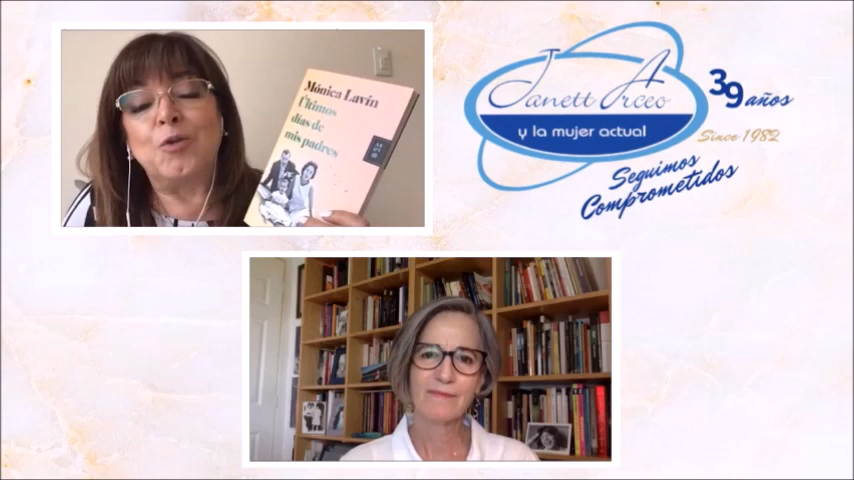 Mónica Lavín
Últimos
días de
mis padres
Janett Arceo
y la mujer actual
39 años
Since 1982
Seguimos
Comprometidos